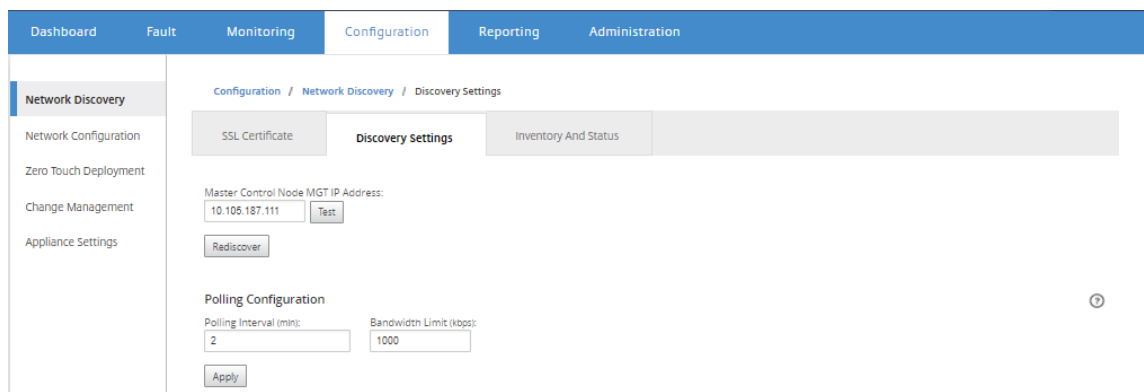 Dashboard Fault Monitoring Configuration Reporting Administration
Network Discovery
Network Configuration
Zero Touch Deployment
Change Management
Appliance Settings
Configuration / Network Discovery / Discovery Settings
SSL Certificate Discovery Settings Inventory And Status
Master Control Node MGT IP Address:
10.105.187.111 Test
Rediscover
Polling Configuration ?
Polling Interval (min): Bandwidth Limit (kbps):
2 1000
Apply